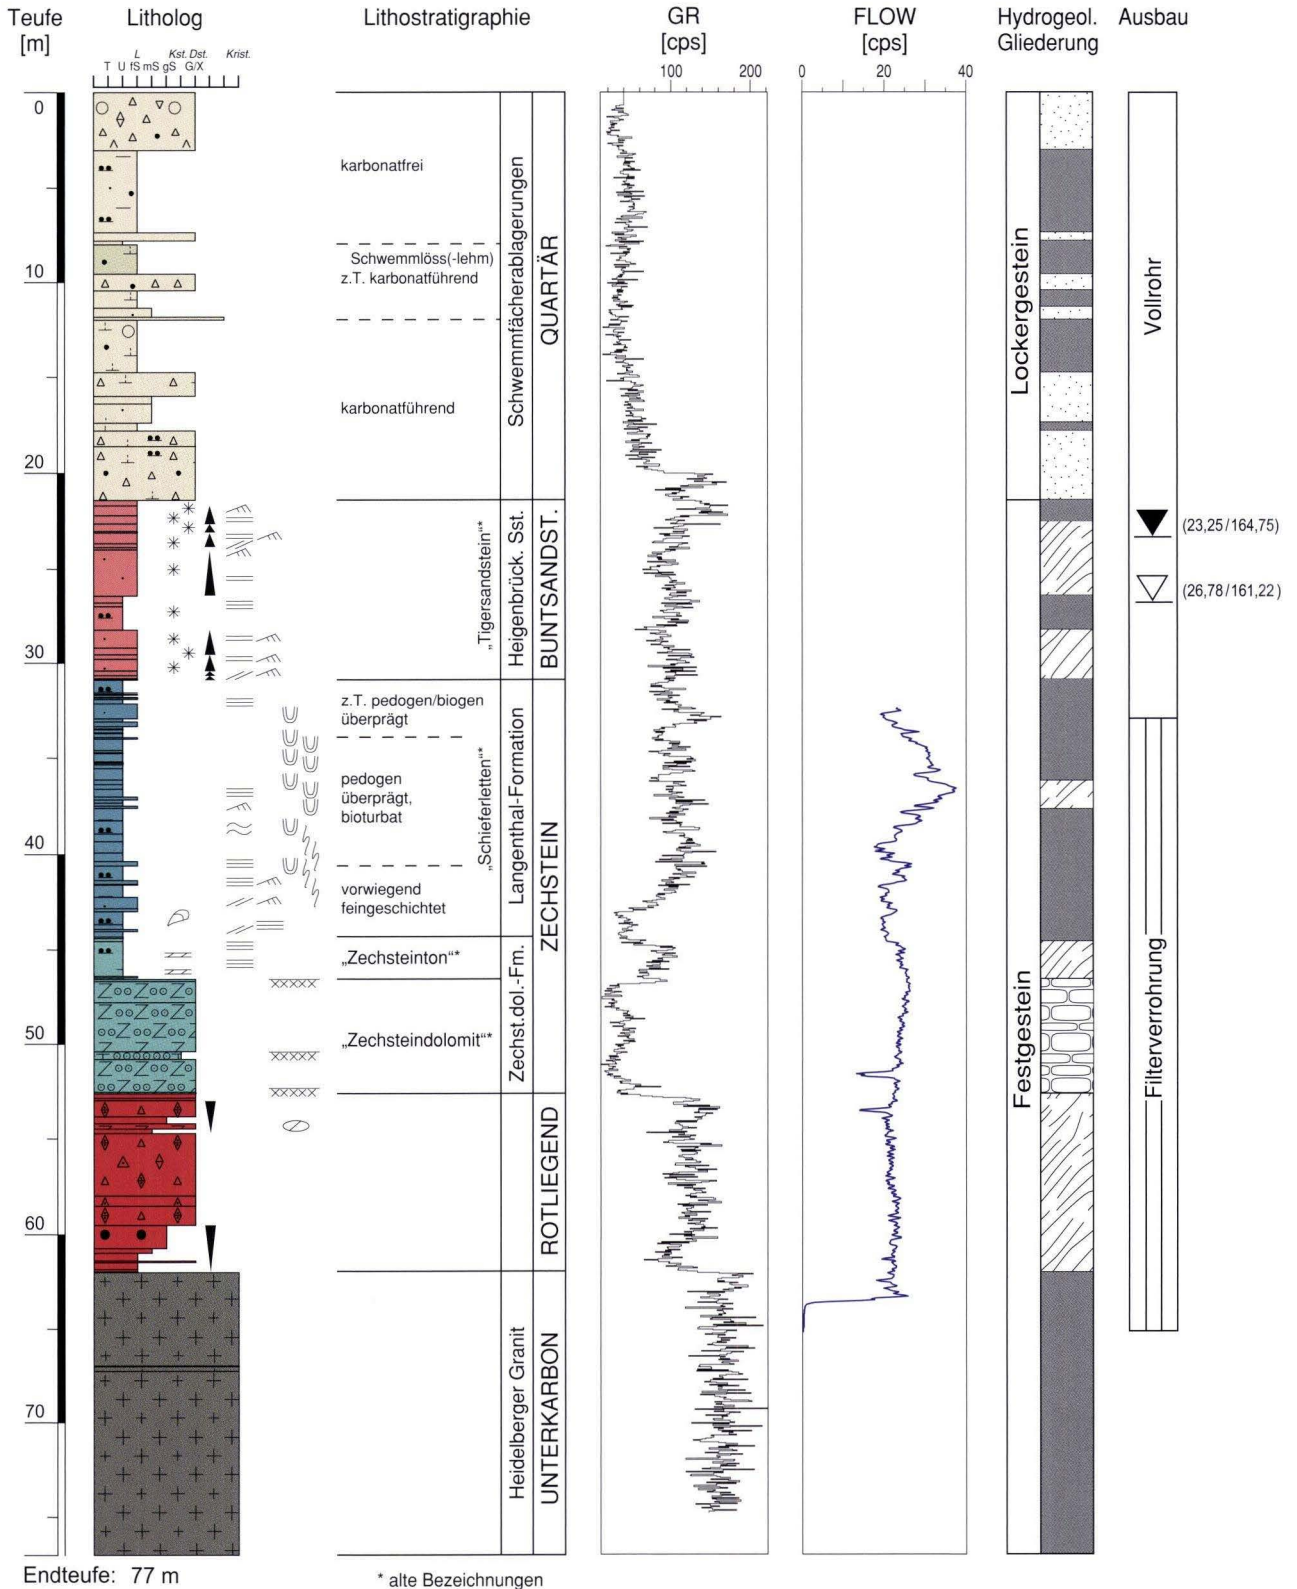 Teufe
[m]
Litholog
Lithostratigraphie
GR
[cps]
FLOW
[cps]
Hydrogeol.
Gliederung
Ausbau
L Kst. Dst. Krist.
T U fS mS gS G/X
100 200
0 20 40
0
10
20
30
40
50
60
70
karbonatfrei
Schwemmlöss(-lehm)
z.T. karbonatführend
karbonatführend
Schwemmfächerablagerungen
QUARTÄR
„Tigersandstein“*
Heigenbrück. Sst.
BUNTSANDST.
z.T. pedogen/biogen
überprägt
pedogen
überprägt,
bioturbat
vorwiegend
feingeschichtet
„Schieferletten“*
Langenthal-Formation
ZECHSTEIN
„Zechsteinton“*
„Zechsteindolomit“*
Zechst.dol.-Fm.
ROTLIEGEND
Heidelberger Granit
UNTERKARBON
Lockergestein
Festgestein
Vollrohr
(23,25/164,75)
(26,78/161,22)
Filterverrohrung
Endteufe: 77 m
* alte Bezeichnungen